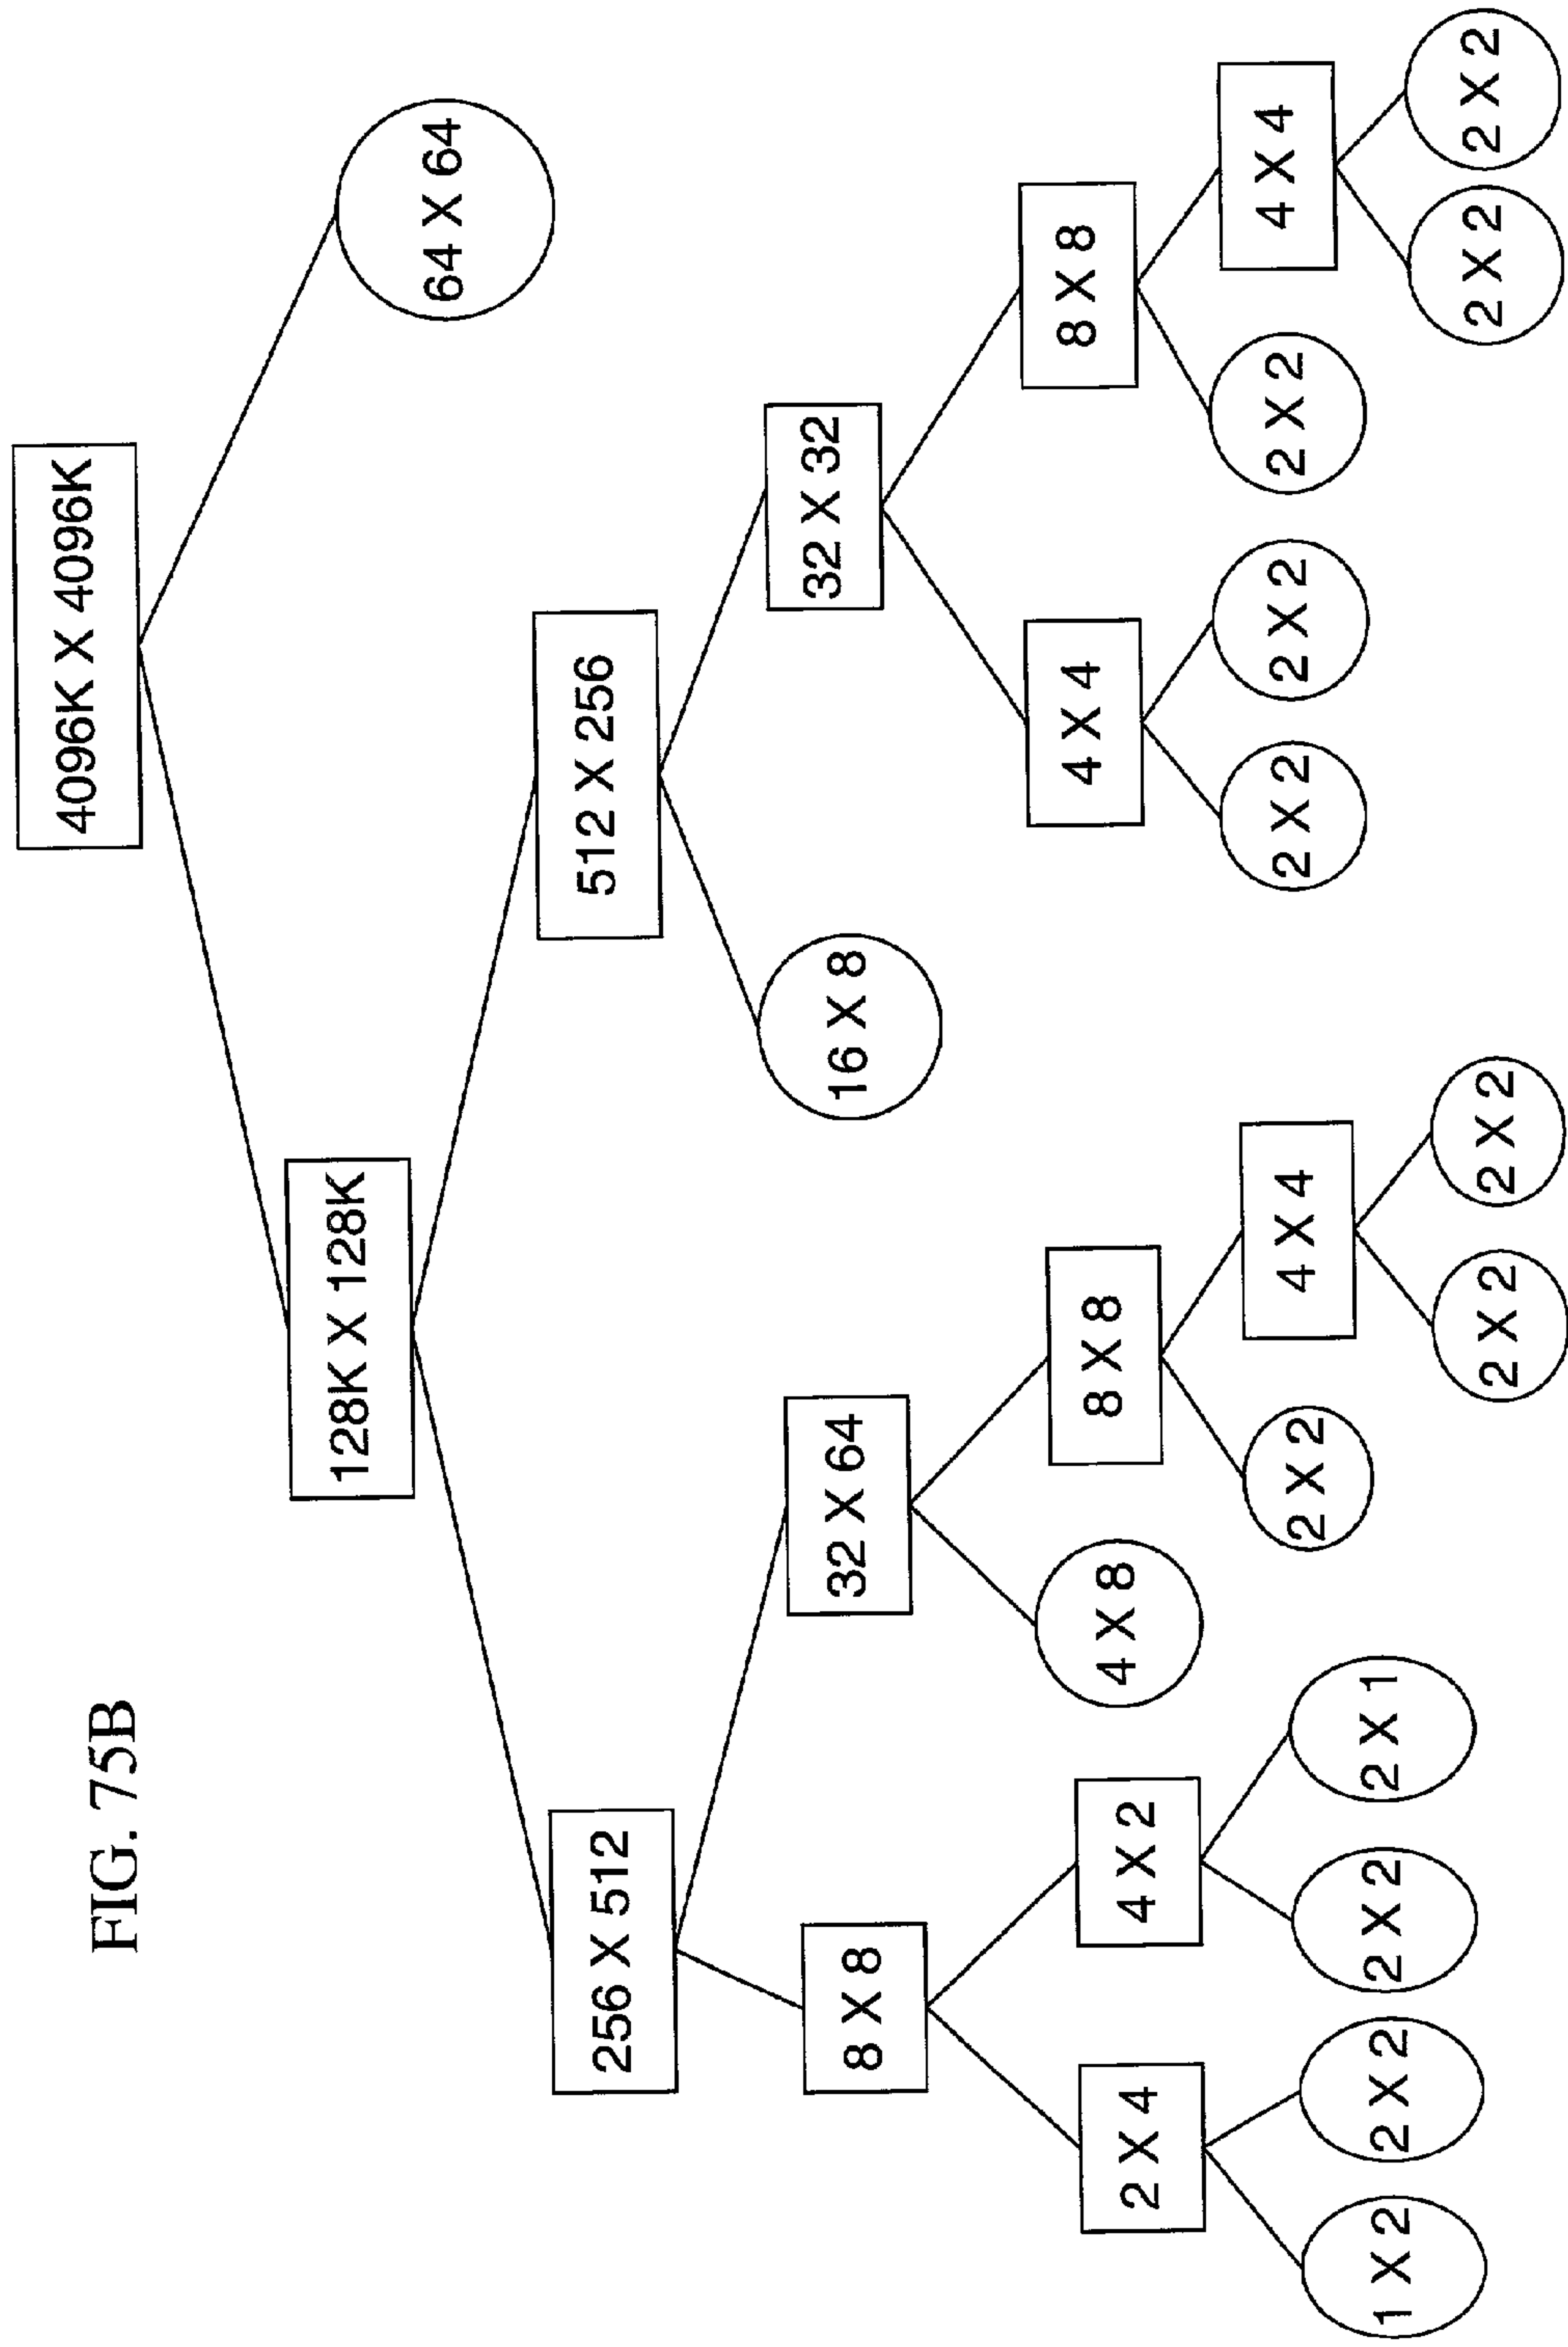 FIG. 75B
4096K X 4096K
128K X 128K
64 X 64
256 X 512
512 X 256
8 X 8
32 X 64
16 X 8
32 X 32
2 X 4
4 X 2
4 X 8
8 X 8
4 X 4
8 X 8
1 X 2
2 X 2
2 X 2
2 X 1
2 X 2
4 X 4
2 X 2
2 X 2
2 X 2
4 X 4
2 X 2
2 X 2
2 X 2
2 X 2